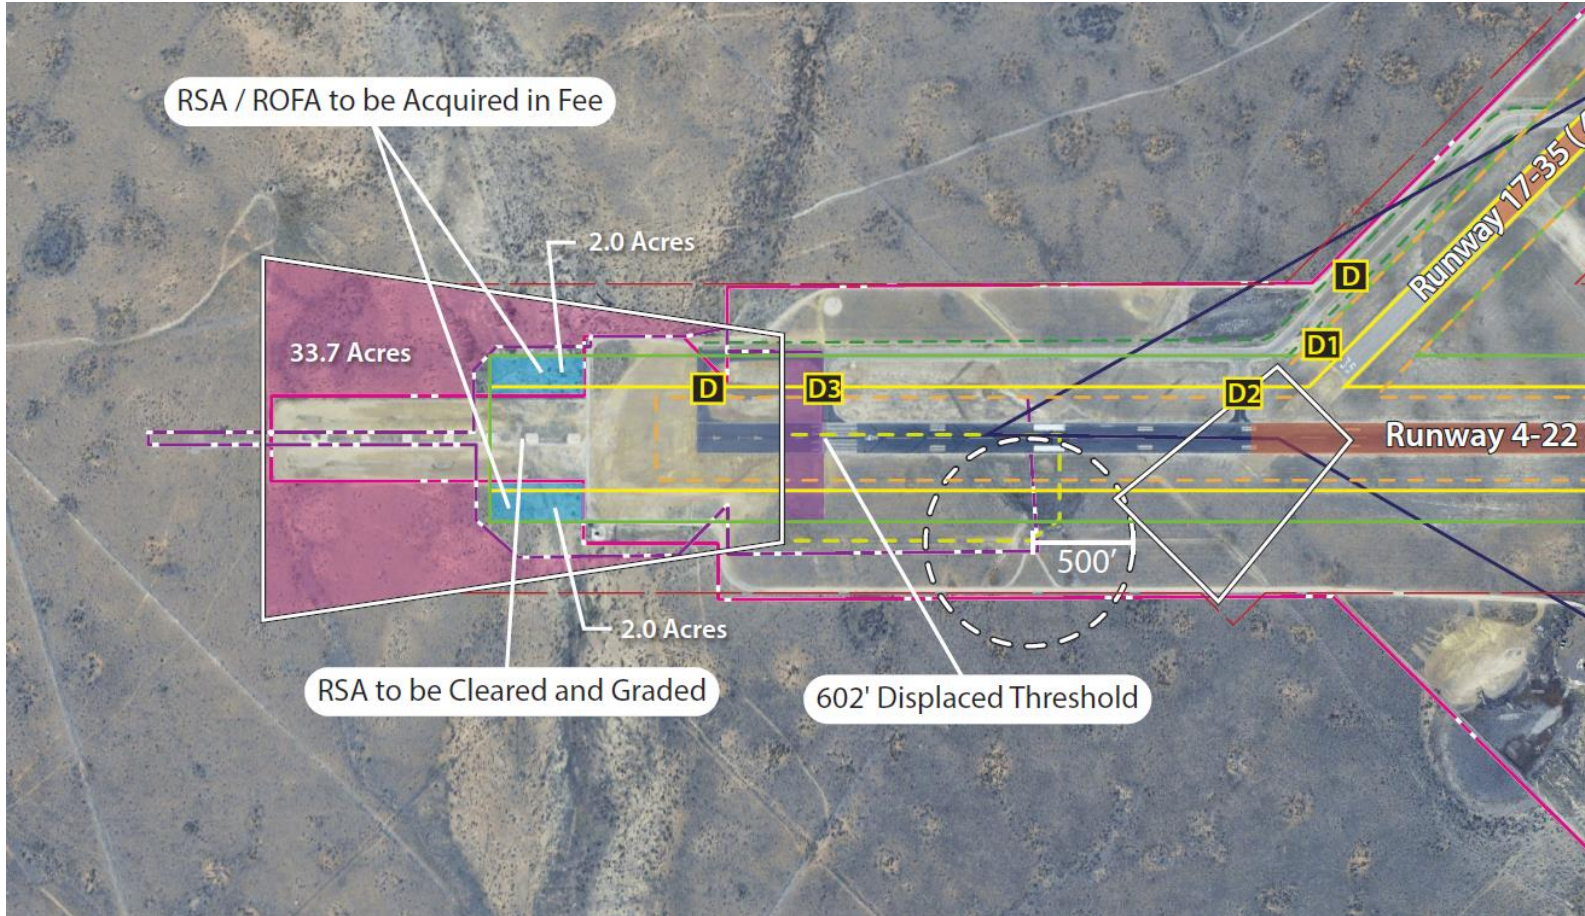 RSA / ROFA to be Acquired in Fee
2.0 Acres
33.7 Acres
D
D1
D
D3
D2
Runway 17-35 (
Runway 4-22
500’
2.0 Acres
RSA to be Cleared and Graded
602' Displaced Threshold